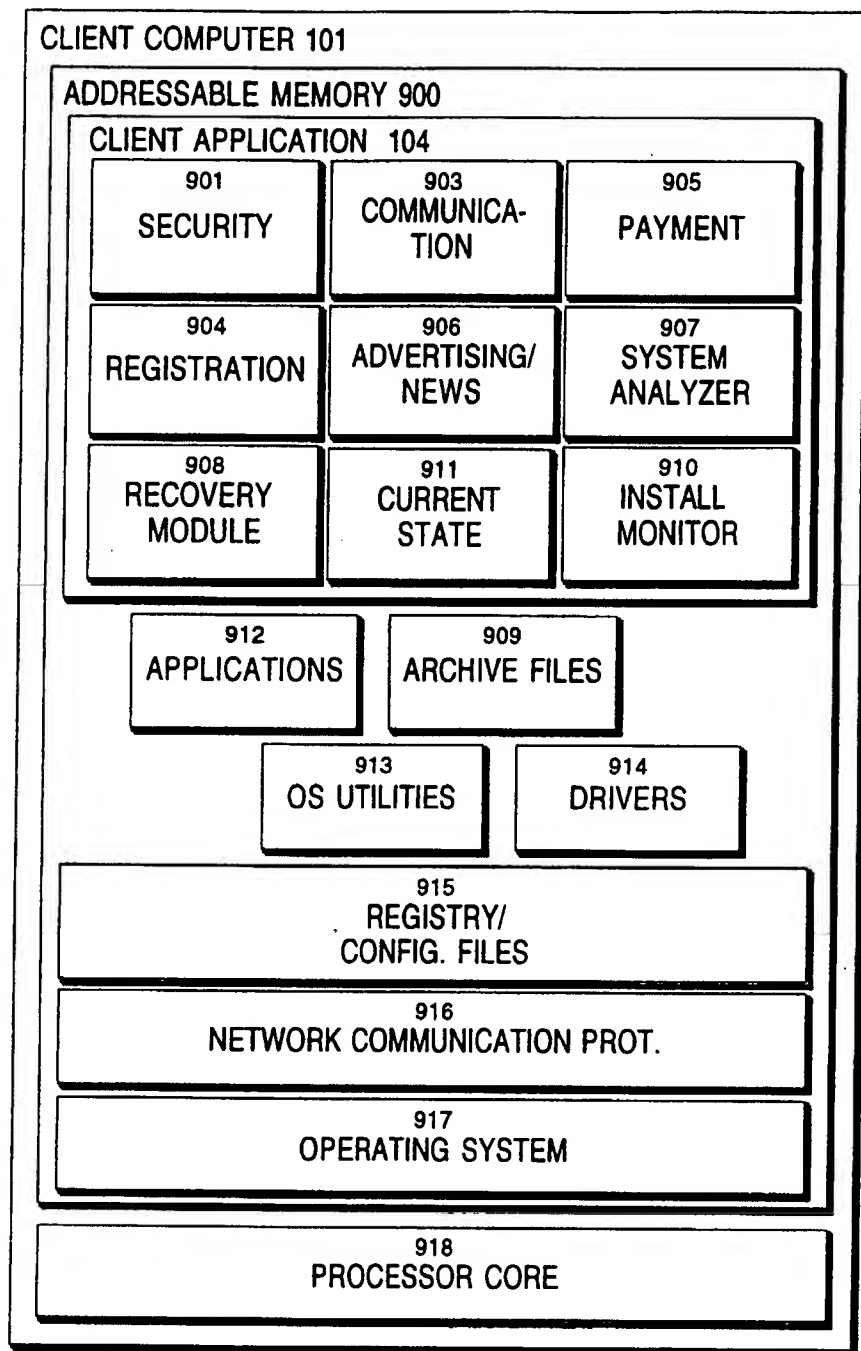 CLIENT COMPUTER 101
ADDRESSABLE MEMORY 900
CLIENT APPLICATION 104
901
SECURITY
903
COMMUNICA-
TION
905
PAYMENT
904
REGISTRATION
906
ADVERTISING/
NEWS
907
SYSTEM
ANALYZER
908
RECOVERY
MODULE
911
CURRENT
STATE
910
INSTALL
MONITOR
912
APPLICATIONS
909
ARCHIVE FILES
913
OS UTILITIES
914
DRIVERS
915
REGISTRY/
CONFIG. FILES
916
NETWORK COMMUNICATION PROT.
917
OPERATING SYSTEM
918
PROCESSOR CORE